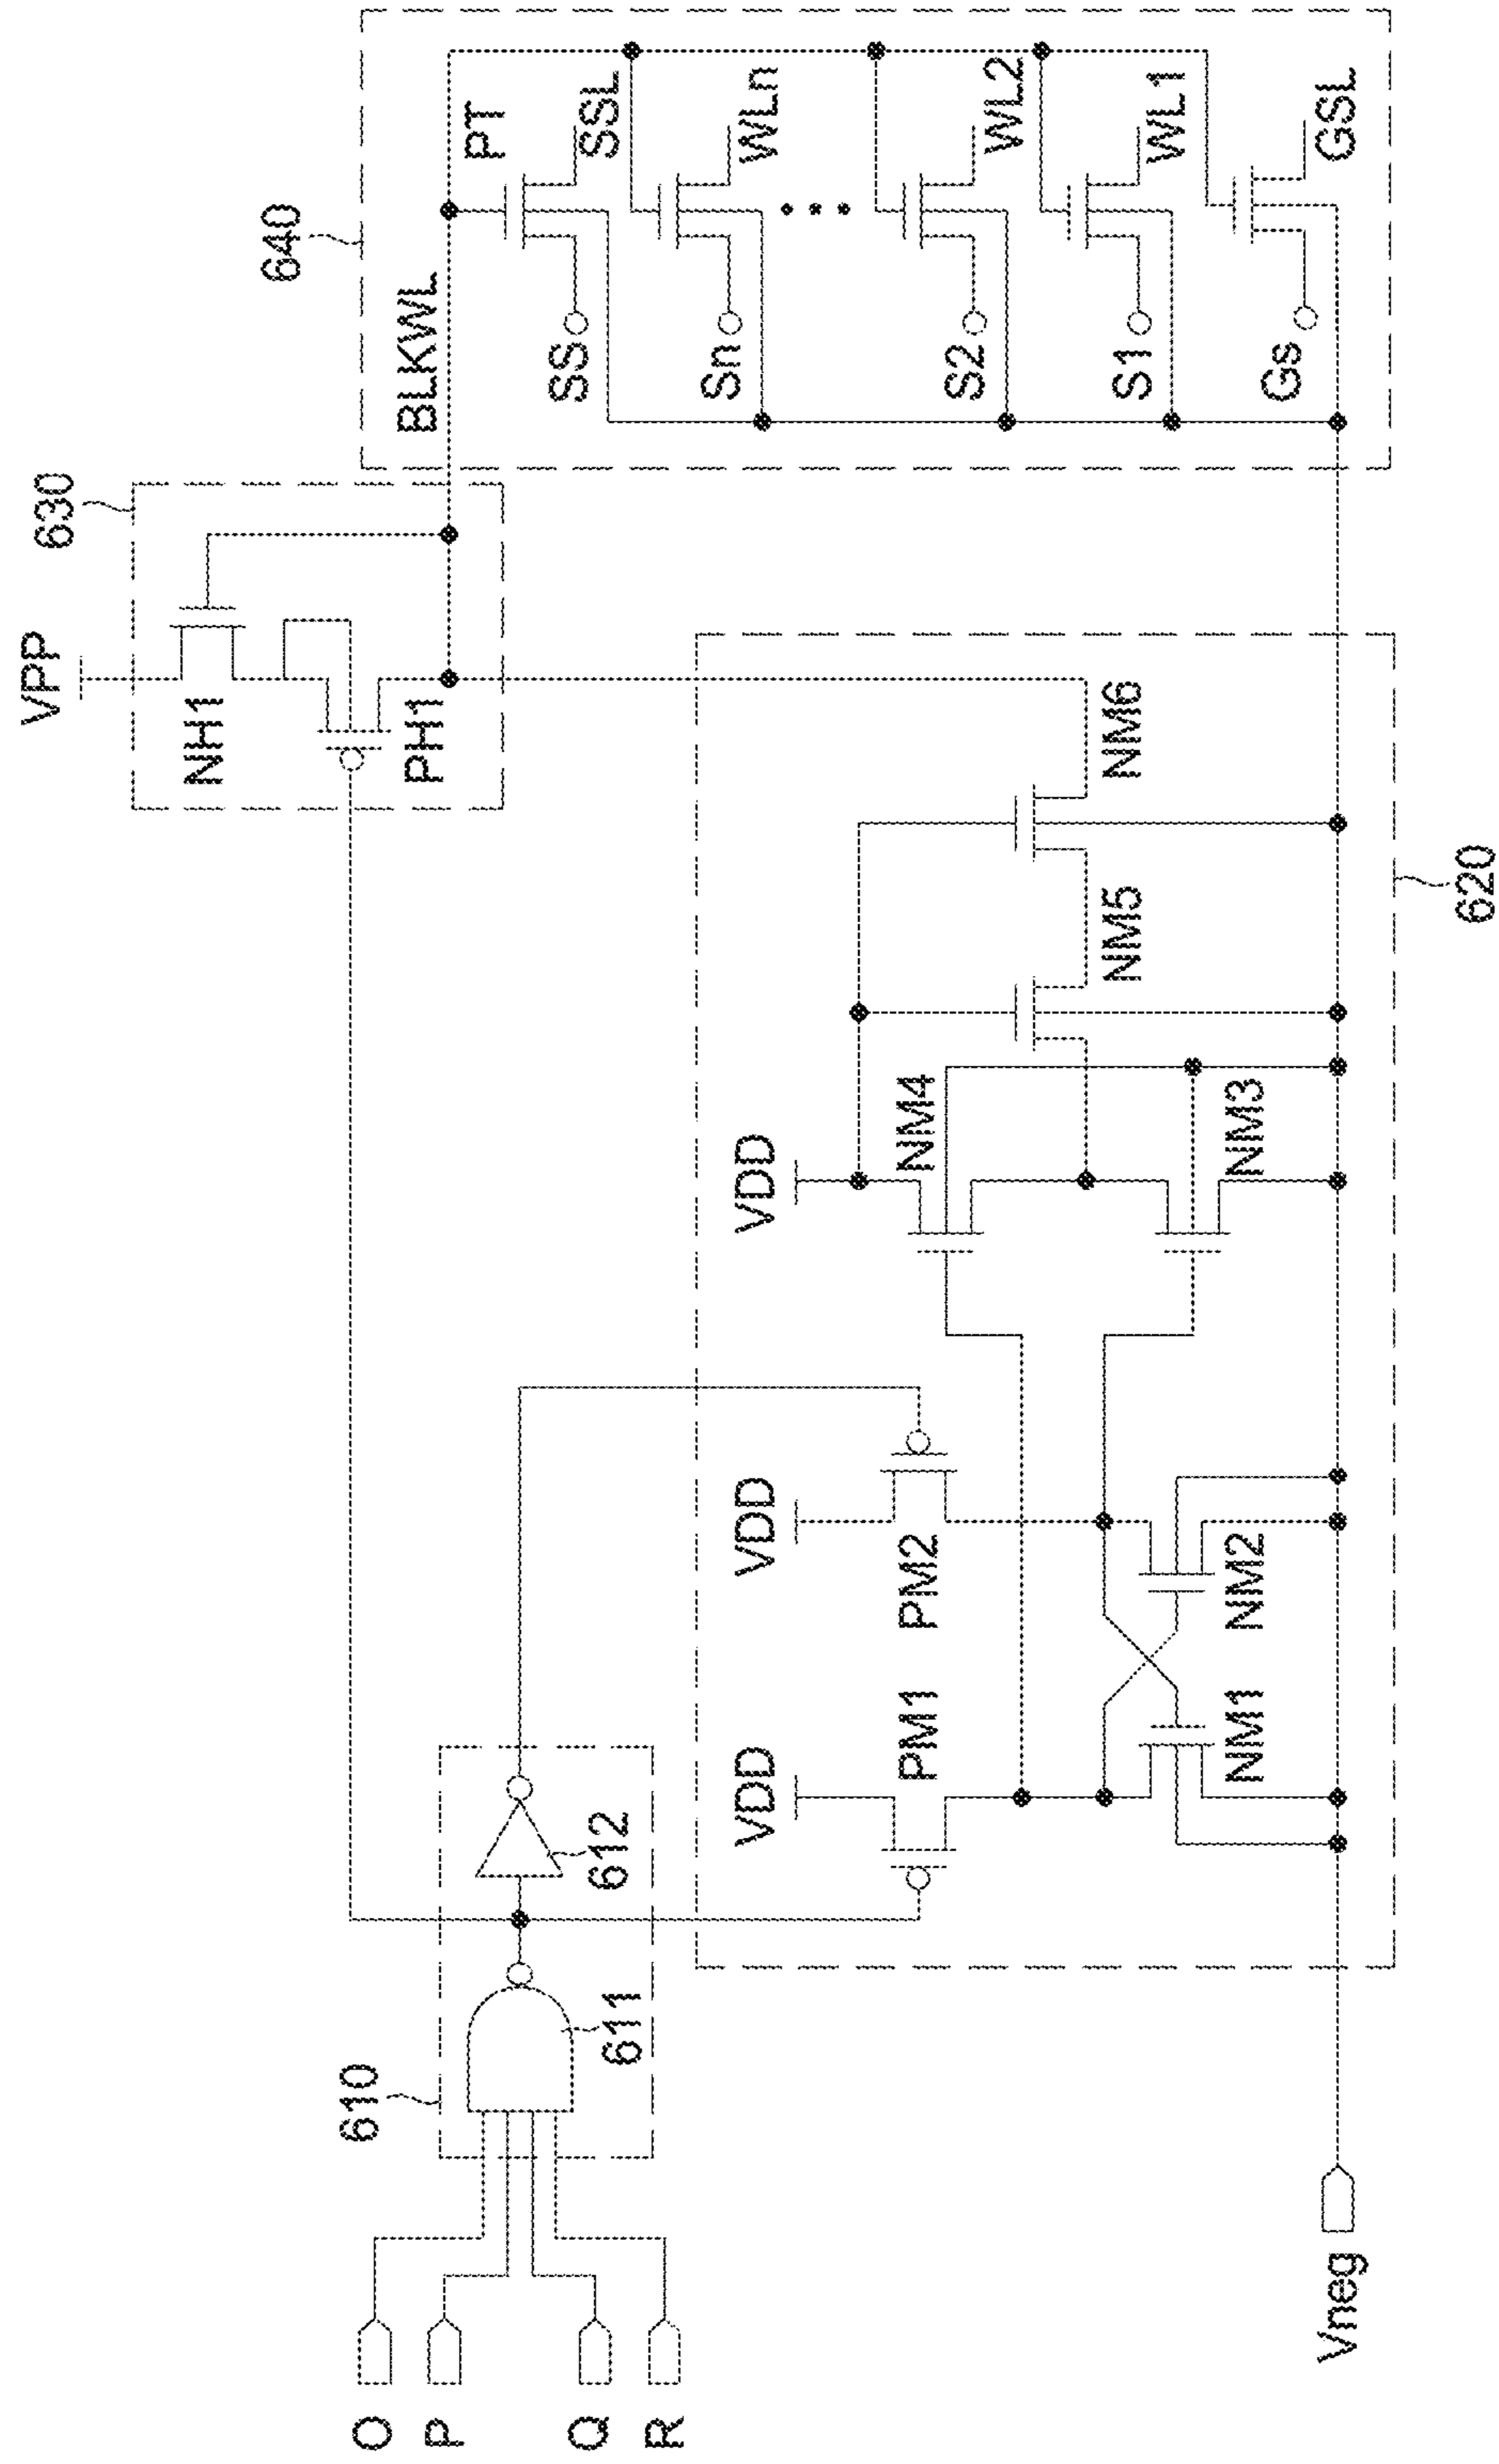 O
P
Q
R
Vneg
610
611
612
VDD
PM1
NM1
VDD
PM2
NM2
VDD
NM4
NM3
NM5
NM6
620
VPP
NH1
PH1
630
640
BLKWL
PT
SS
SSL
Sn
WLn
S2
WL2
S1
WL1
Gs
GSL